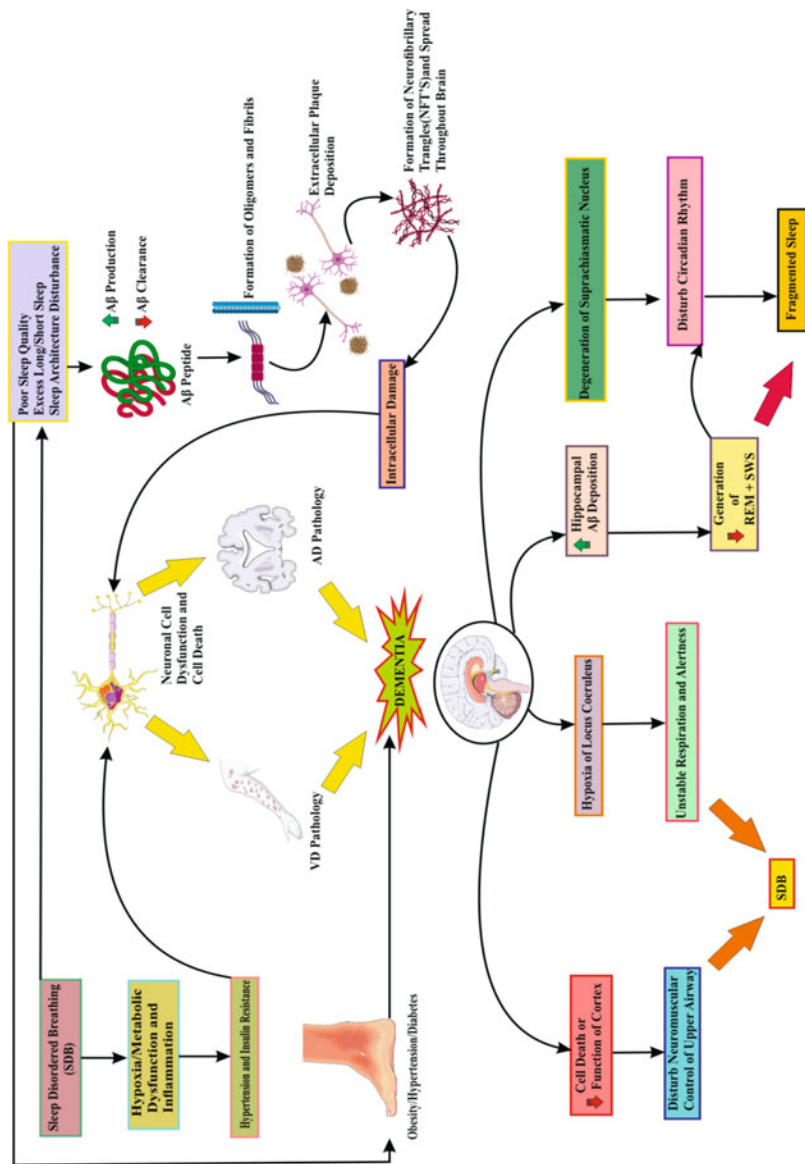 Sleep Disordered Breathing
(SDB)
Hypoxia/Metabolic
Dysfunction and
Inflammation
Hypertension and Insulin Resistance
Obesity/Hypertension/Diabetes
Poor Sleep Quality
Excess Long/Short Sleep
Sleep Architecture Disturbance
Aβ Production
Aβ Clearance
Aβ Peptide
Formation of Oligomers and Fibrils
Extracellular Plaque
Deposition
Formation of Neurofibrillary
Trangles(NFT'S)and Spread
Throughout Brain
Intracellular Damage
Neuronal Cell
Dysfunction and
Cell Death
VD Pathology
AD Pathology
DEMENTIA
Cell Death or
Function of Cortex
Disturb Neuromuscular
Control of Upper Airway
Hypoxia of Locus Coeruleus
Unstable Respiration and Alertness
SDB
Hippocampal
Aβ Deposition
Generation
of
REM + SWS
Degeneration of Suprachiasmatic Nucleus
Disturb Circadian Rhythm
Fragmented Sleep